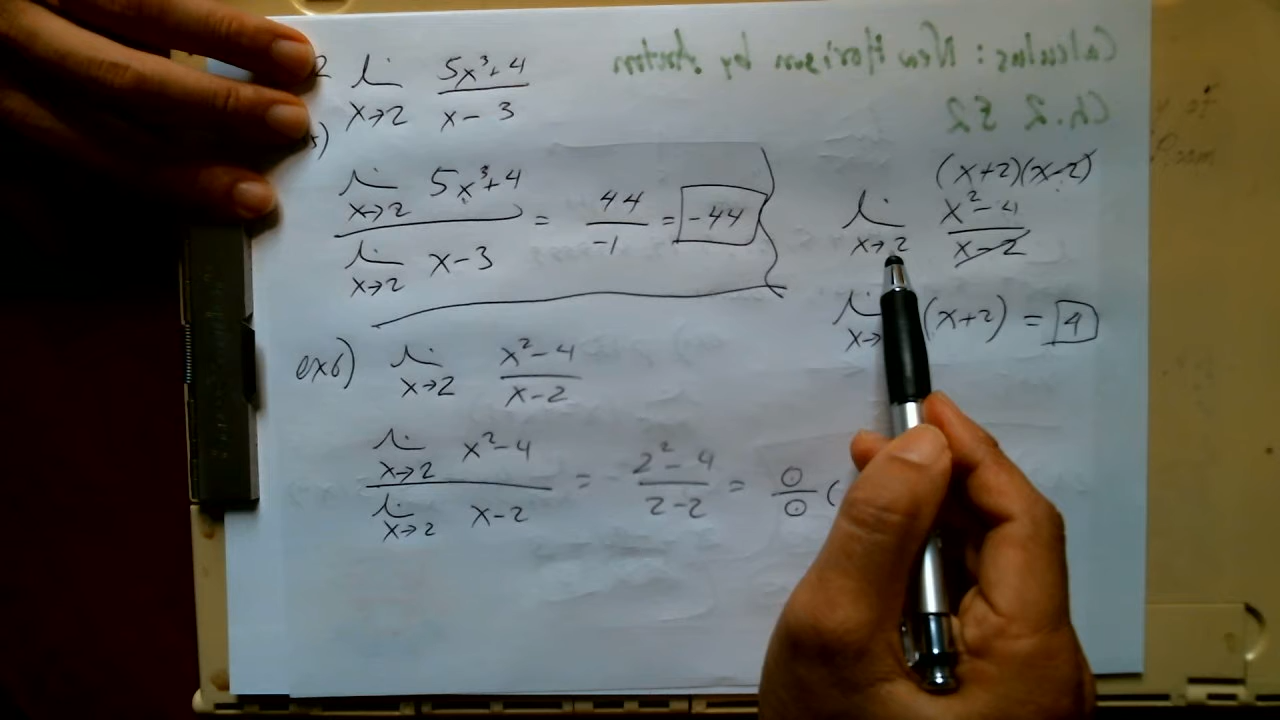 Calculus: New Horizon by Anton
Ch. 2 §2
2 lim 5x³+4
x→2 x-3
)
lim 5x³+4
x→2
= 44/-1 = -44
lim x-3
x→2
(x+2)(x-2)
lim x²-4
x→2 x-2
lim (x+2) = 4
x→
ex6) lim x²-4
x→2 x-2
lim x²-4
x→2
= 2²-4/2-2 = 0/0 (
lim x-2
x→2